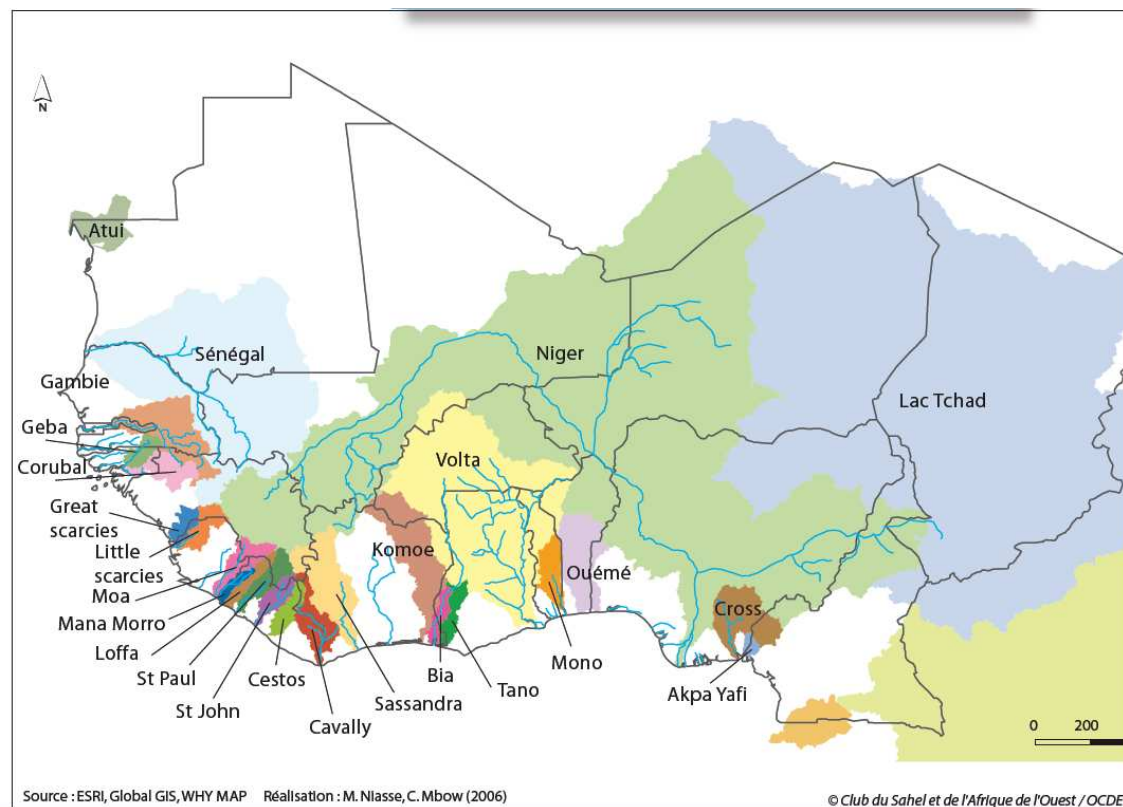 N
Atui
Sénégal
Gambie
Niger
Lac Tchad
Geba
Corubal
Volta
Great
scarcies
Little
scarcies
Komoe
Ouémé
Moa
Mana Morro
Cross
Loffa
St Paul
Cestos
Bia
Mono
St John
Sassandra
Tano
Akpa Yafi
Cavally
0 200
Source : ESRI, Global GIS, WHY MAP Réalisation : M. Niasse, C. Mbow (2006)
© Club du Sahel et de l'Afrique de l'Ouest / OCDE